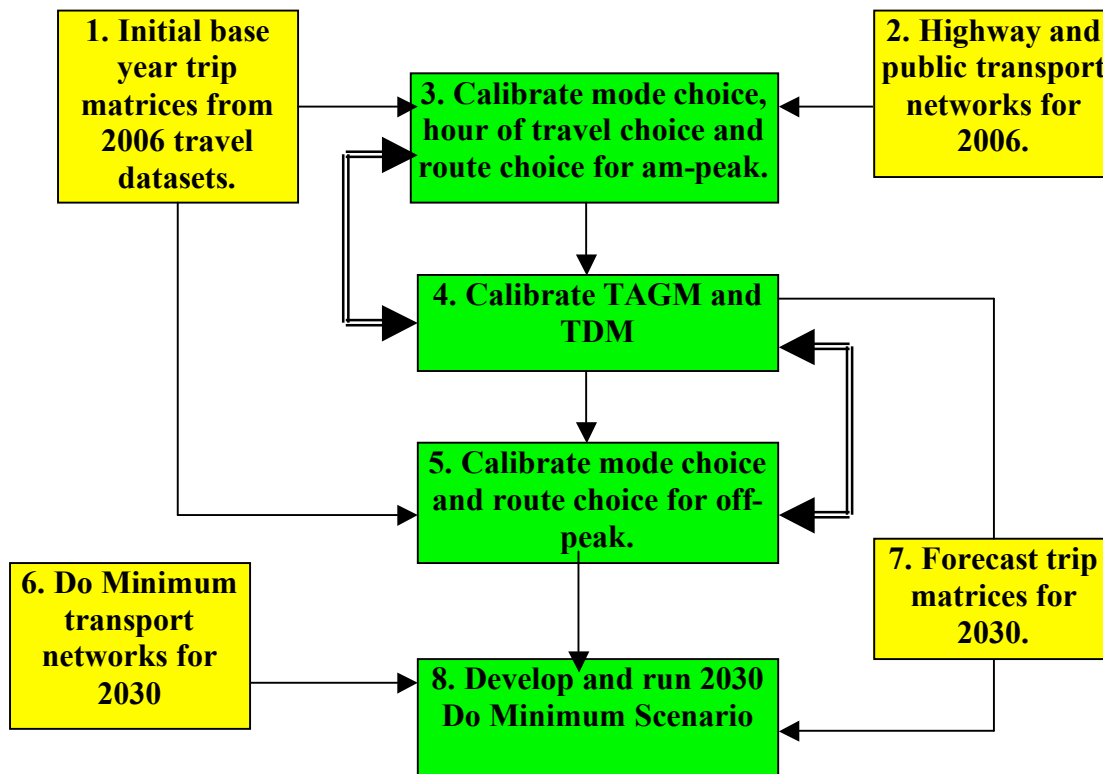 1. Initial base
year trip
matrices from
2006 travel
datasets.
2. Highway and
public transport
networks for
2006.
3. Calibrate mode choice,
hour of travel choice and
route choice for am-peak.
4. Calibrate TAGM and
TDM
5. Calibrate mode choice
and route choice for off-
peak.
6. Do Minimum
transport
networks for
2030
7. Forecast trip
matrices for
2030.
8. Develop and run 2030
Do Minimum Scenario